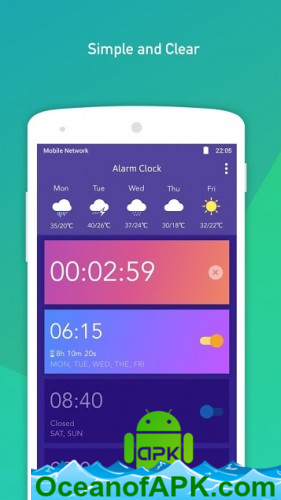 Simple and Clear
Mobile Network 22:05
Alarm Clock
Mon Tue Wed Thu Fri
35/20℃ 40/26℃ 37/24℃ 30/18℃ 32/22℃
00:02:59
06:15
8h 10m 20s
MON, TUE, WED, THU, FRI
08:40
Closed
SAT, SUN
apk
OceanofAPK.com